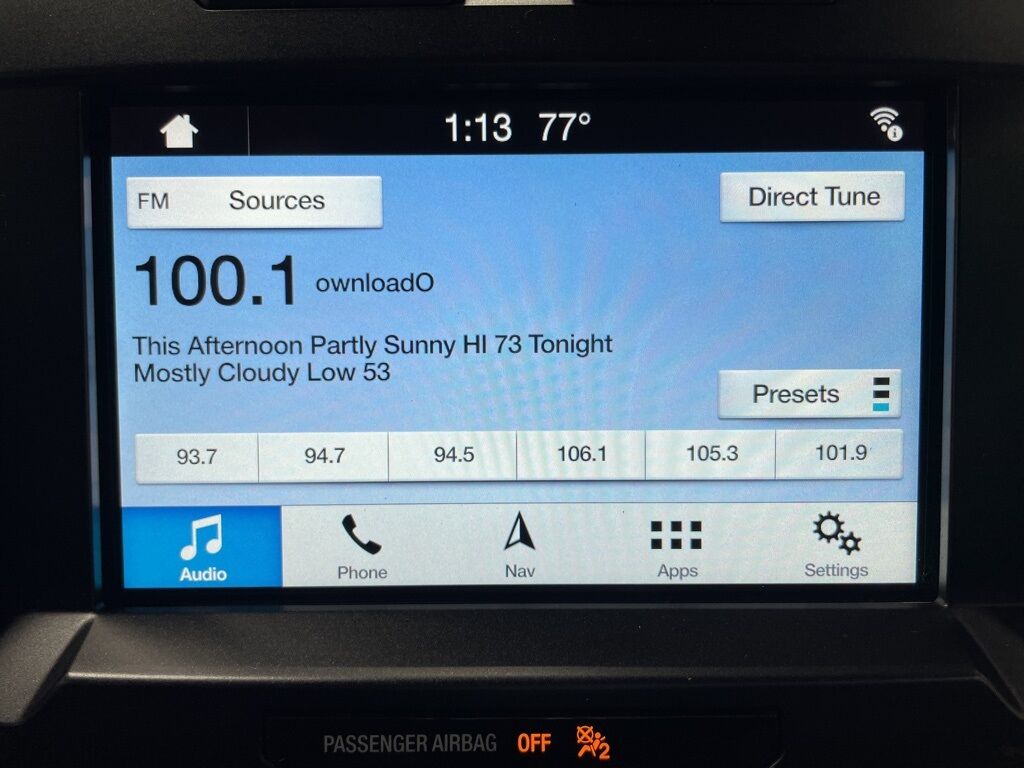 1:13 77°
FM Sources
Direct Tune
100.1 ownloadO
This Afternoon Partly Sunny HI 73 Tonight
Mostly Cloudy Low 53
Presets
93.7 94.7 94.5 106.1 105.3 101.9
Audio Phone Nav Apps Settings
PASSENGER AIRBAG OFF 2